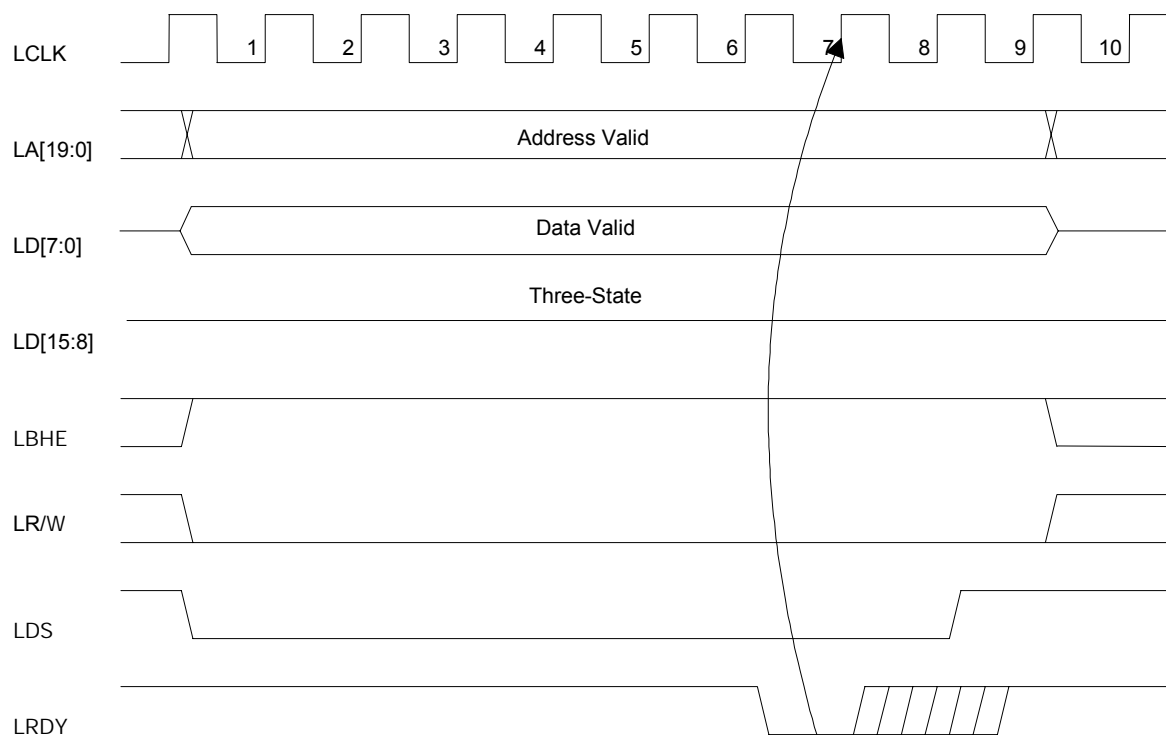 LCLK
1 2 3 4 5 6 7 8 9 10
LA[19:0]
Address Valid
LD[7:0]
Data Valid
Three-State
LD[15:8]
LBHE
LR/W
LDS
LRDY